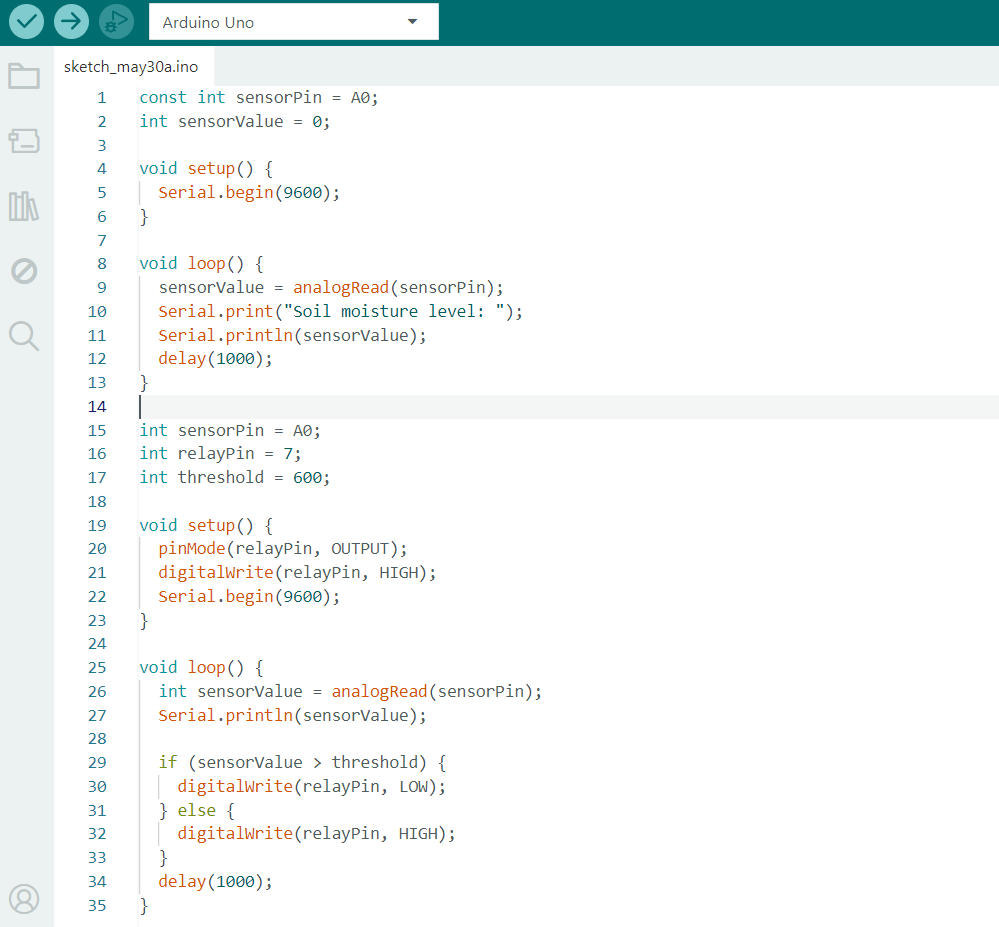 Arduino Uno
sketch_may30a.ino
1 const int sensorPin = A0;
2 int sensorValue = 0;
3
4 void setup() {
5   Serial.begin(9600);
6 }
7
8 void loop() {
9   sensorValue = analogRead(sensorPin);
10   Serial.print("Soil moisture level: ");
11   Serial.println(sensorValue);
12   delay(1000);
13 }
14
15 int sensorPin = A0;
16 int relayPin = 7;
17 int threshold = 600;
18
19 void setup() {
20   pinMode(relayPin, OUTPUT);
21   digitalWrite(relayPin, HIGH);
22   Serial.begin(9600);
23 }
24
25 void loop() {
26   int sensorValue = analogRead(sensorPin);
27   Serial.println(sensorValue);
28
29   if (sensorValue > threshold) {
30     digitalWrite(relayPin, LOW);
31   } else {
32     digitalWrite(relayPin, HIGH);
33   }
34   delay(1000);
35 }